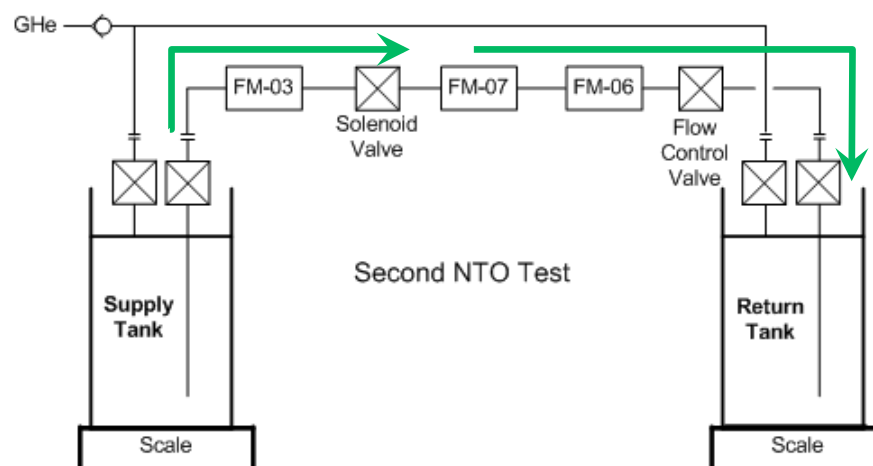 GHe
FM-03
FM-07
FM-06
Solenoid
Valve
Flow
Control
Valve
Second NTO Test
Supply
Tank
Return
Tank
Scale
Scale